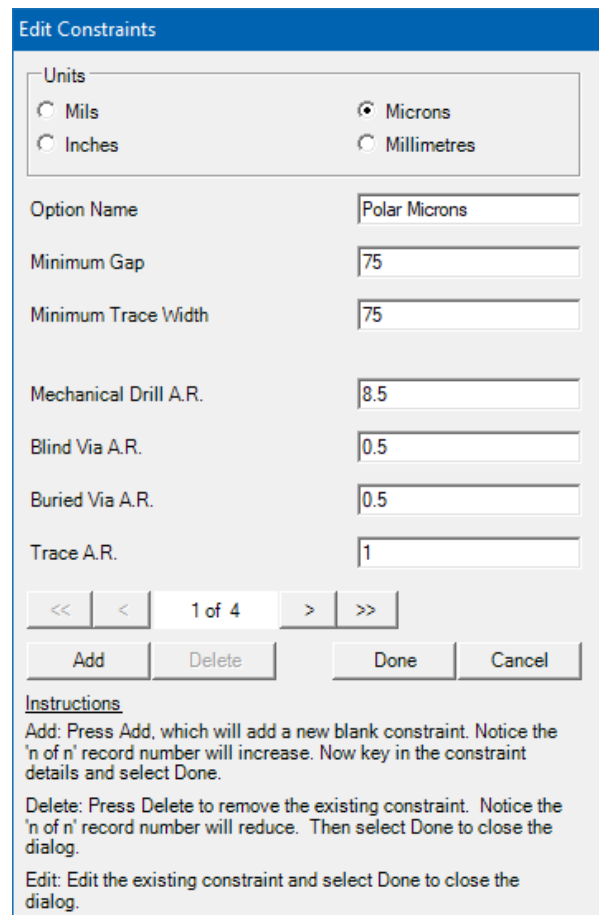 Edit Constraints
Units
Mils
Microns
Inches
Millimetres
Option Name
Polar Microns
Minimum Gap
75
Minimum Trace Width
75
Mechanical Drill A.R.
8.5
Blind Via A.R.
0.5
Buried Via A.R.
0.5
Trace A.R.
1
<< < 1 of 4 > >>
Add Delete Done Cancel
Instructions
Add: Press Add, which will add a new blank constraint. Notice the
'n of n' record number will increase. Now key in the constraint
details and select Done.
Delete: Press Delete to remove the existing constraint.  Notice the
'n of n' record number will reduce.  Then select Done to close the
dialog.
Edit: Edit the existing constraint and select Done to close the
dialog.